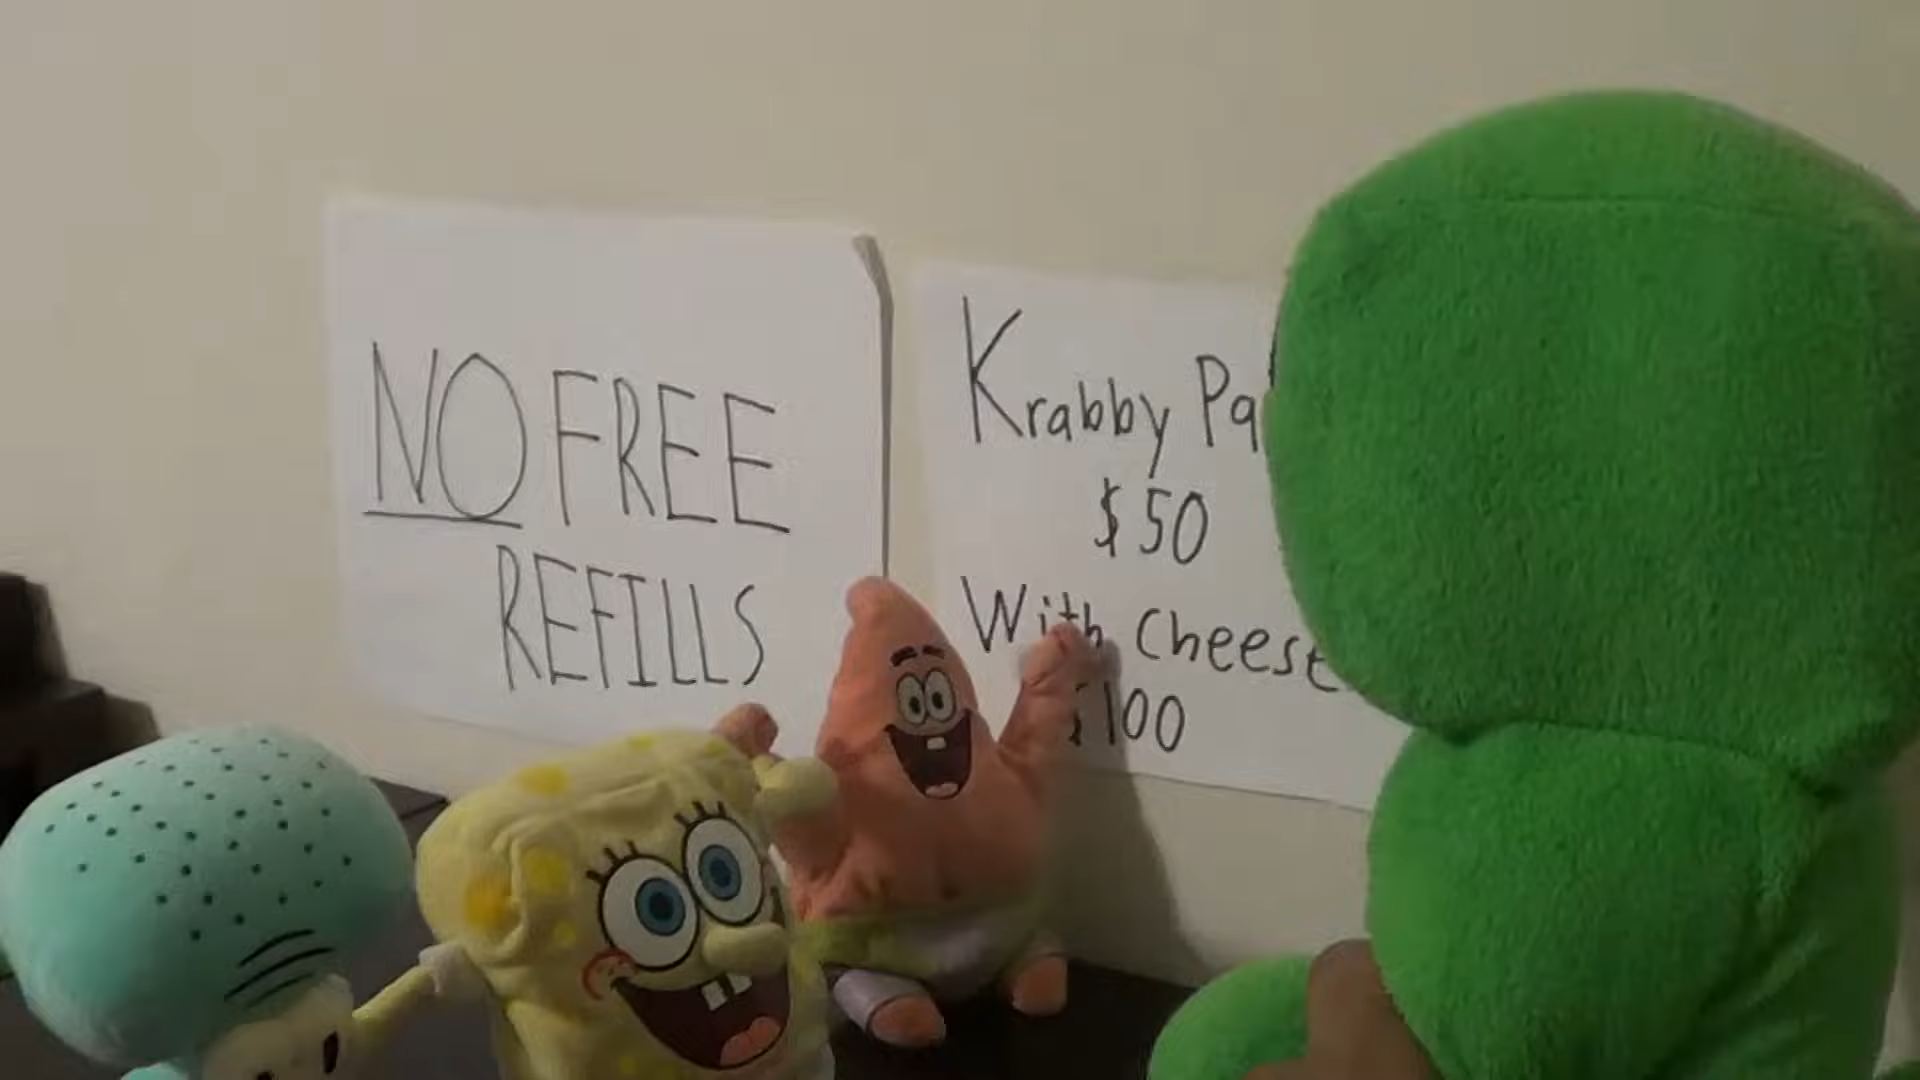 NO FREE
REFILLS
Krabby Pa
$50
With Cheese
$100